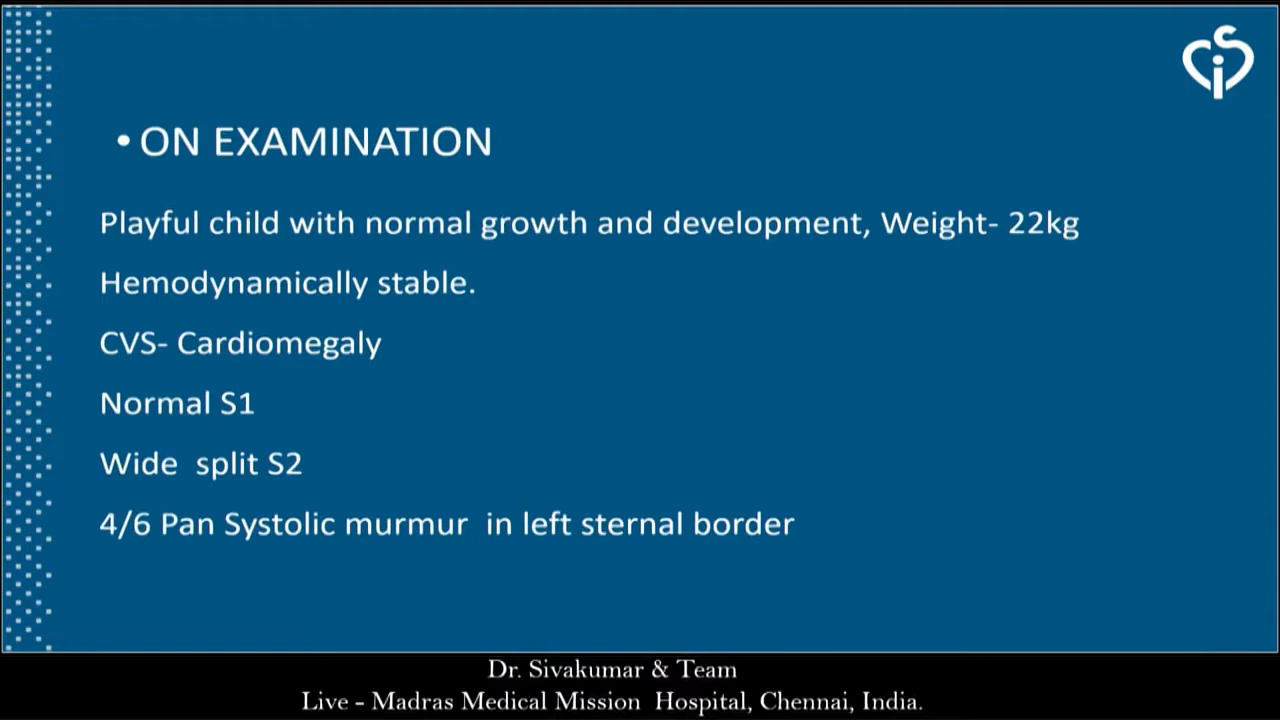 • ON EXAMINATION
Playful child with normal growth and development, Weight- 22kg
Hemodynamically stable.
CVS- Cardiomegaly
Normal S1
Wide  split S2
4/6 Pan Systolic murmur  in left sternal border
Dr. Sivakumar & Team
Live - Madras Medical Mission  Hospital, Chennai, India.